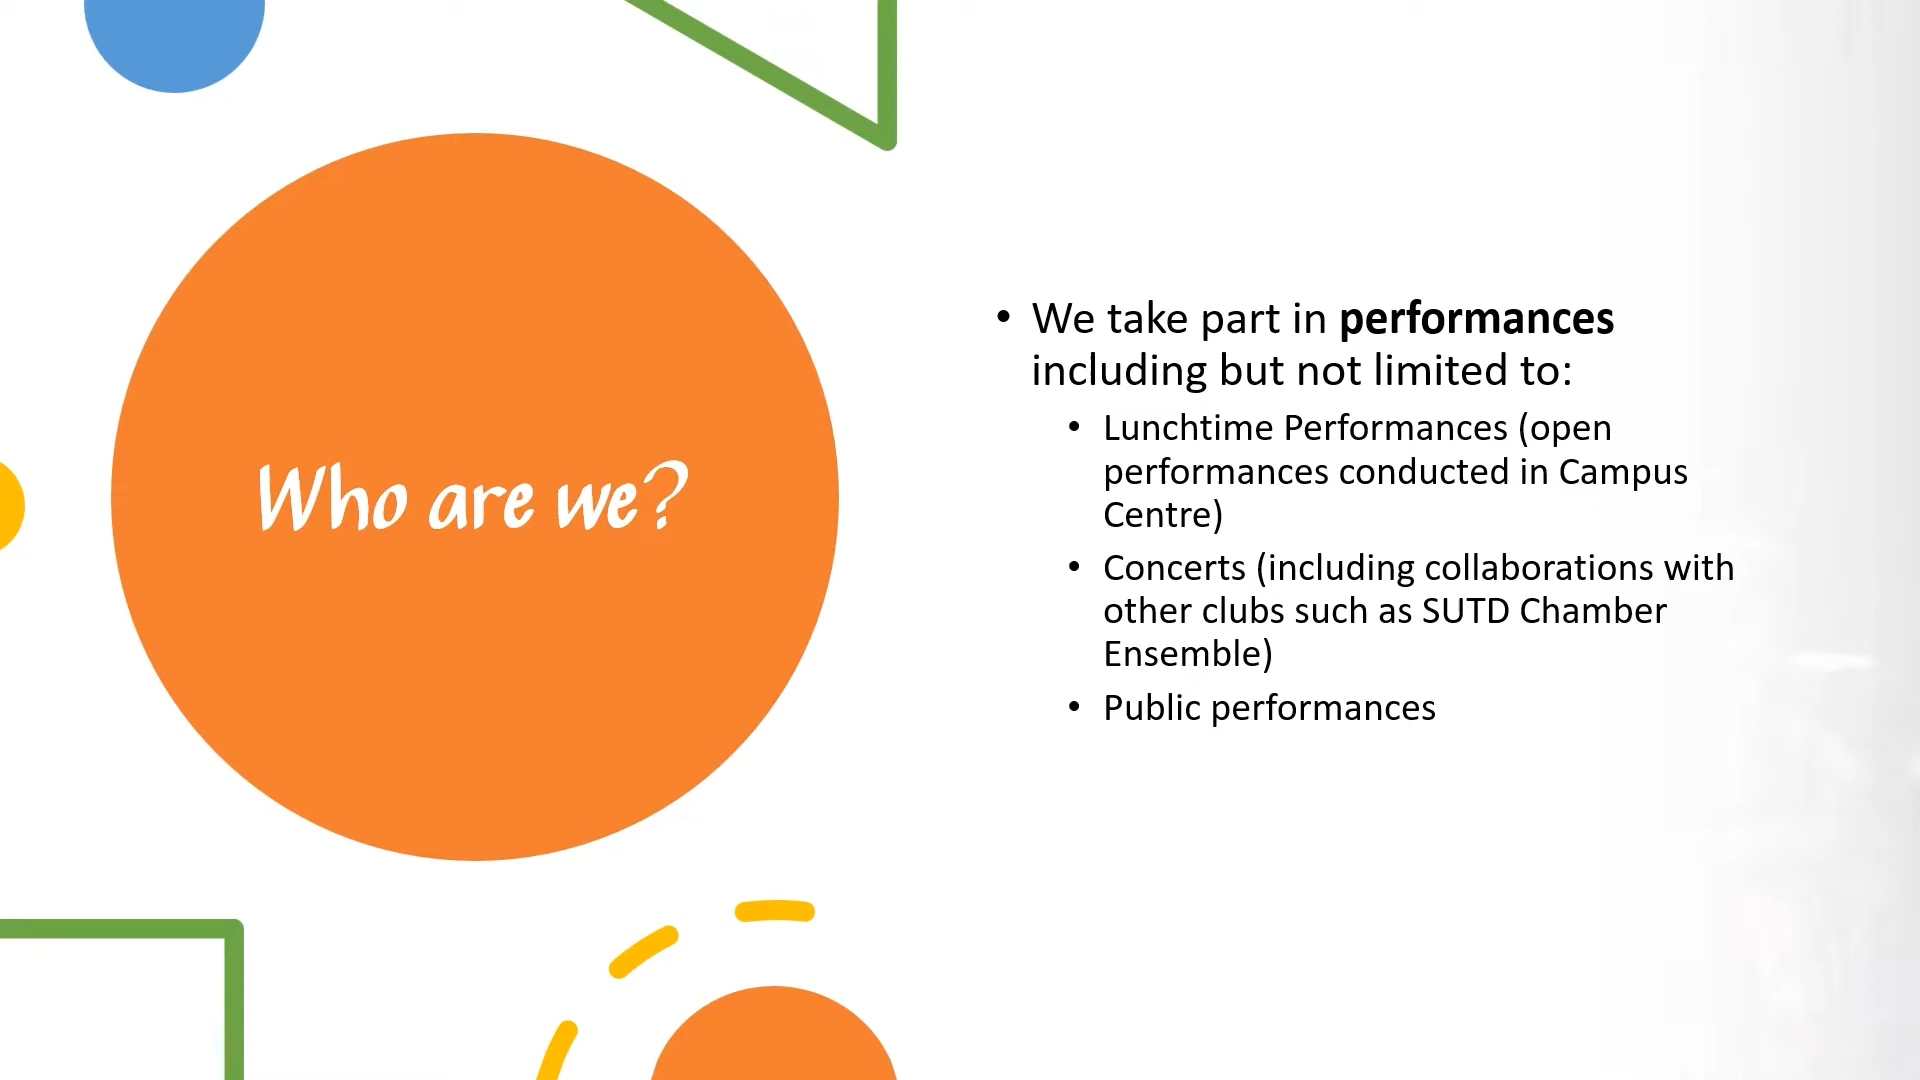 Who are we?
• We take part in performances
including but not limited to:
• Lunchtime Performances (open
performances conducted in Campus
Centre)
• Concerts (including collaborations with
other clubs such as SUTD Chamber
Ensemble)
• Public performances